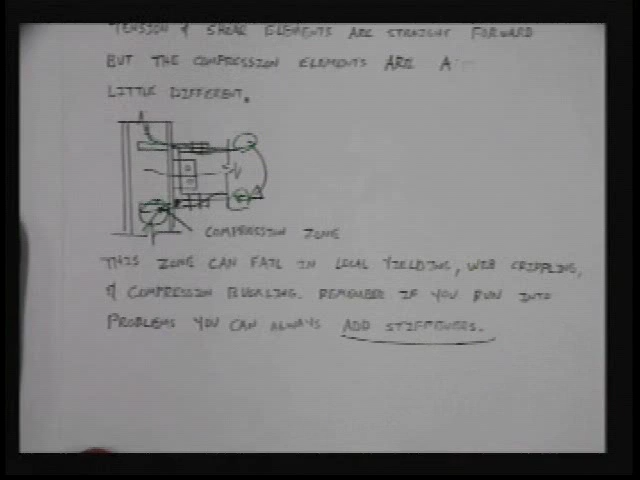 TENSION & SHEAR ELEMENTS ARE STRAIGHT FORWARD
BUT THE COMPRESSION ELEMENTS ARE A
LITTLE DIFFERENT.
COMPRESSION ZONE
THIS ZONE CAN FAIL IN LOCAL YIELDING, WEB CRIPPLING,
& COMPRESSION BUCKLING. REMEMBER IF YOU RUN INTO
PROBLEMS YOU CAN ALWAYS ADD STIFFENERS.